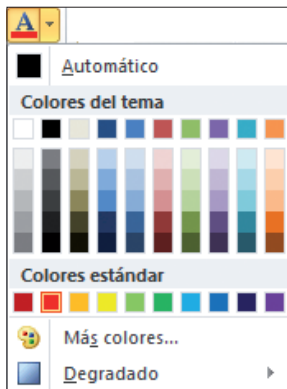 A
Automático
Colores del tema
Colores estándar
Más colores...
Degradado